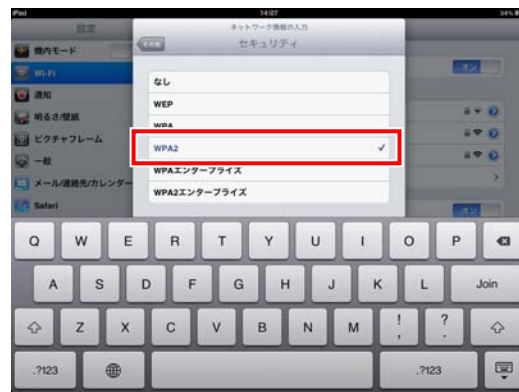 iPad 14:07 34%
設定
ネットワーク情報の入力
その他
セキュリティ
機内モード
Wi-Fi
オン
通知
明るさ/壁紙
ピクチャフレーム
一般
メール/連絡先/カレンダー
Safari
オン
なし
WEP
WPA
WPA2
WPAエンタープライズ
WPA2エンタープライズ
Q W E R T Y U I O P
A S D F G H J K L Join
Z X C V B N M ! , ? .
.?123 .?123